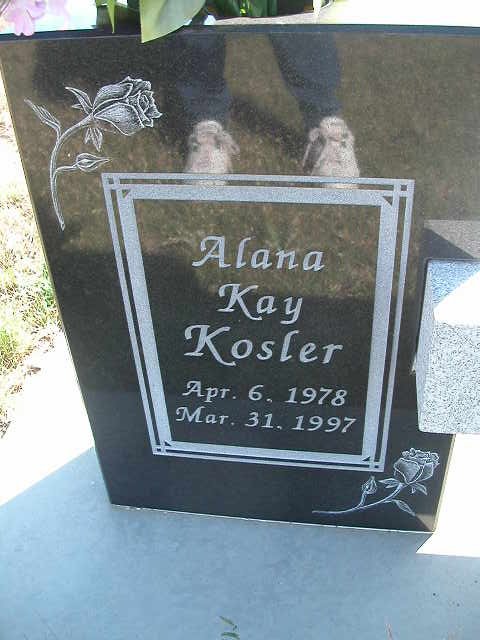 Alana
Kay
Kosler
Apr. 6. 1978
Mar. 31. 1997